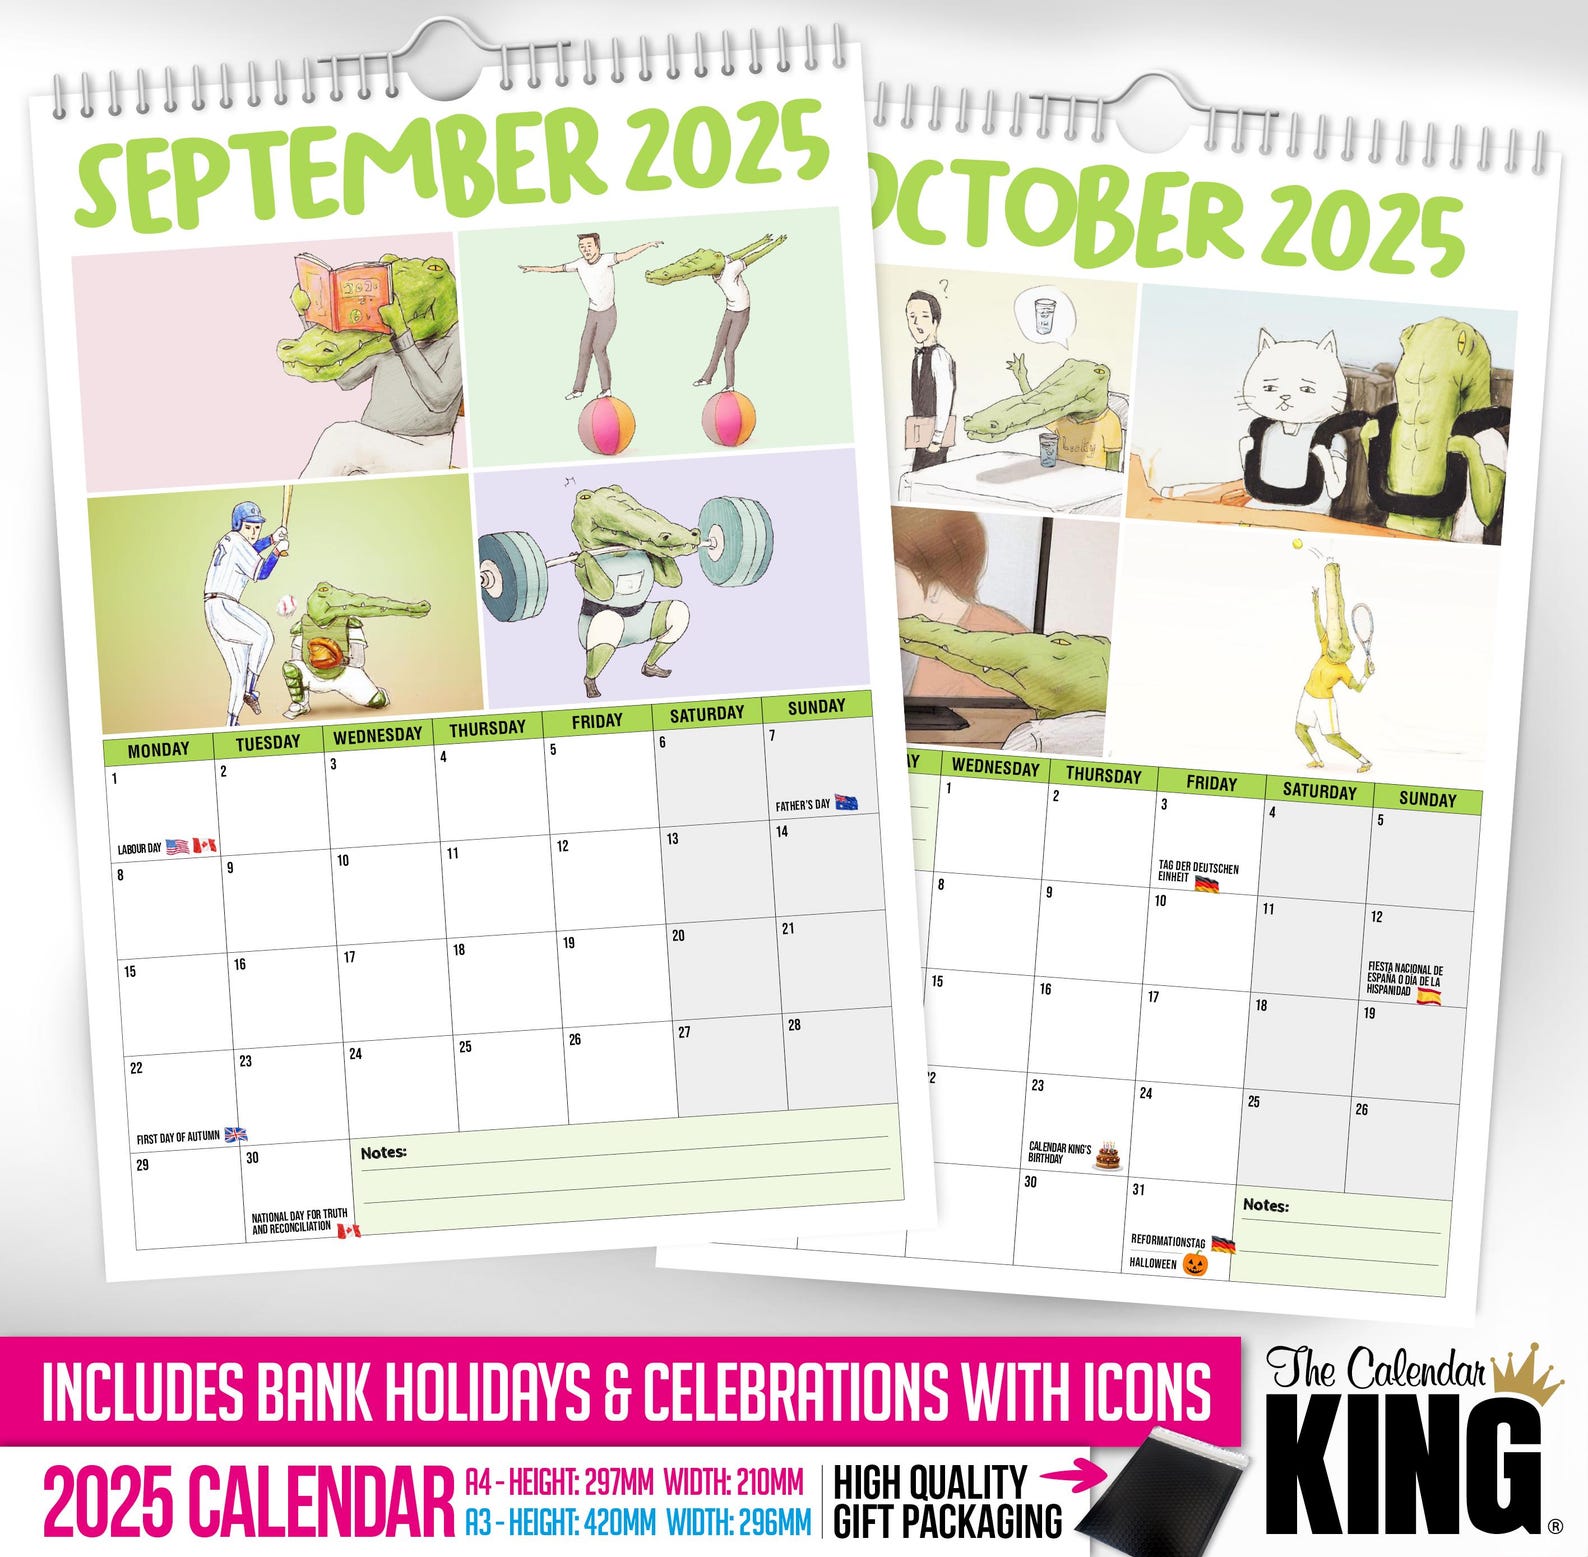 SEPTEMBER 2025
MONDAY TUESDAY WEDNESDAY THURSDAY FRIDAY SATURDAY SUNDAY
1 2 3 4 5 6 7
LABOUR DAY
FATHER'S DAY
8 9 10 11 12 13 14
15 16 17 18 19 20 21
22 23 24 25 26 27 28
FIRST DAY OF AUTUMN
29 30
Notes:
NATIONAL DAY FOR TRUTH
AND RECONCILIATION
OCTOBER 2025
?
AY WEDNESDAY THURSDAY FRIDAY SATURDAY SUNDAY
1 2 3 4 5
TAG DER DEUTSCHEN
EINHEIT
8 9 10 11 12
FIESTA NACIONAL DE
ESPAÑA O DÍA DE LA
HISPANIDAD
15 16 17 18 19
22 23 24 25 26
CALENDAR KING'S
BIRTHDAY
30 31
Notes:
REFORMATIONSTAG
HALLOWEEN
INCLUDES BANK HOLIDAYS & CELEBRATIONS WITH ICONS
2025 CALENDAR
A4 - HEIGHT: 297MM WIDTH: 210MM
A3 - HEIGHT: 420MM WIDTH: 296MM
HIGH QUALITY
GIFT PACKAGING
The Calendar
KING®